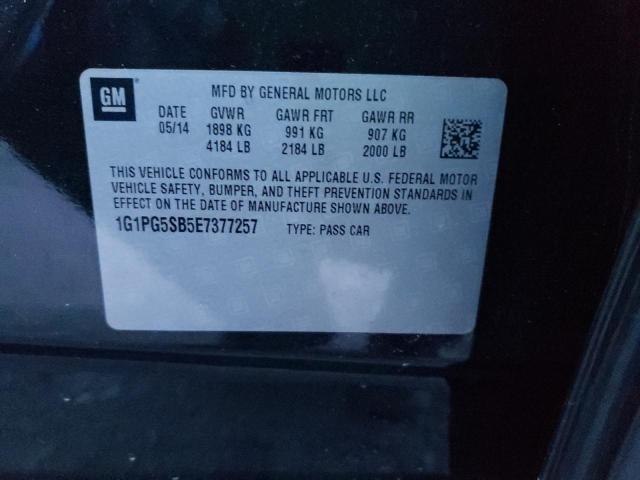 GM ®
MFD BY GENERAL MOTORS LLC
DATE GVWR GAWR FRT GAWR RR
05/14 1898 KG 991 KG 907 KG
4184 LB 2184 LB 2000 LB
THIS VEHICLE CONFORMS TO ALL APPLICABLE U.S. FEDERAL MOTOR
VEHICLE SAFETY, BUMPER, AND THEFT PREVENTION STANDARDS IN
EFFECT ON THE DATE OF MANUFACTURE SHOWN ABOVE.
1G1PG5SB5E7377257 TYPE: PASS CAR